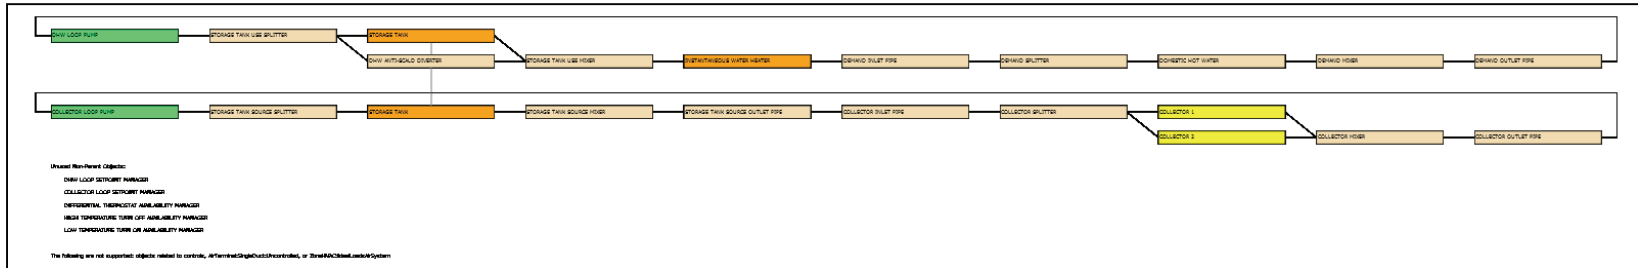 DHW LOOP PUMP
STORAGE TANK USE SPLITTER
STORAGE TANK
DHW ANTI-SCALD DIVERTER
STORAGE TANK USE MIXER
INSTANTANEOUS WATER HEATER
DEMAND INLET PIPE
DEMAND SPLITTER
DOMESTIC HOT WATER
DEMAND MIXER
DEMAND OUTLET PIPE
COLLECTOR LOOP PUMP
STORAGE TANK SOURCE SPLITTER
STORAGE TANK
STORAGE TANK SOURCE MIXER
STORAGE TANK SOURCE OUTLET PIPE
COLLECTOR INLET PIPE
COLLECTOR SPLITTER
COLLECTOR 1
COLLECTOR 2
COLLECTOR MIXER
COLLECTOR OUTLET PIPE
Unused Non-Parent Objects:
DHW LOOP SETPOINT MANAGER
COLLECTOR LOOP SETPOINT MANAGER
DIFFERENTIAL THERMOSTAT AVAILABILITY MANAGER
HIGH TEMPERATURE TURN OFF AVAILABILITY MANAGER
LOW TEMPERATURE TURN ON AVAILABILITY MANAGER
The following are not supported: objects related to controls, AirTerminal:SingleDuct:Uncontrolled, or ZoneHVAC:IdealLoadsAirSystem